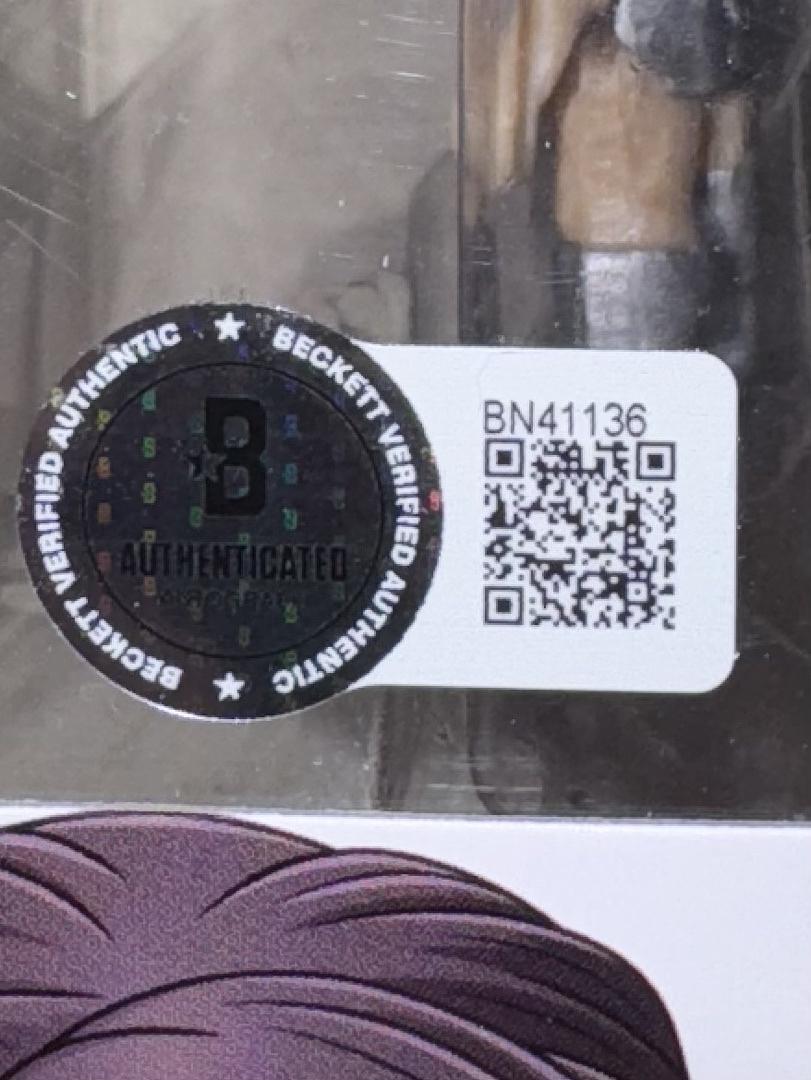 BECKETT VERIFIED AUTHENTIC
★ BECKETT VERIFIED AUTHENTIC ★
B
AUTHENTICATED
BN41136